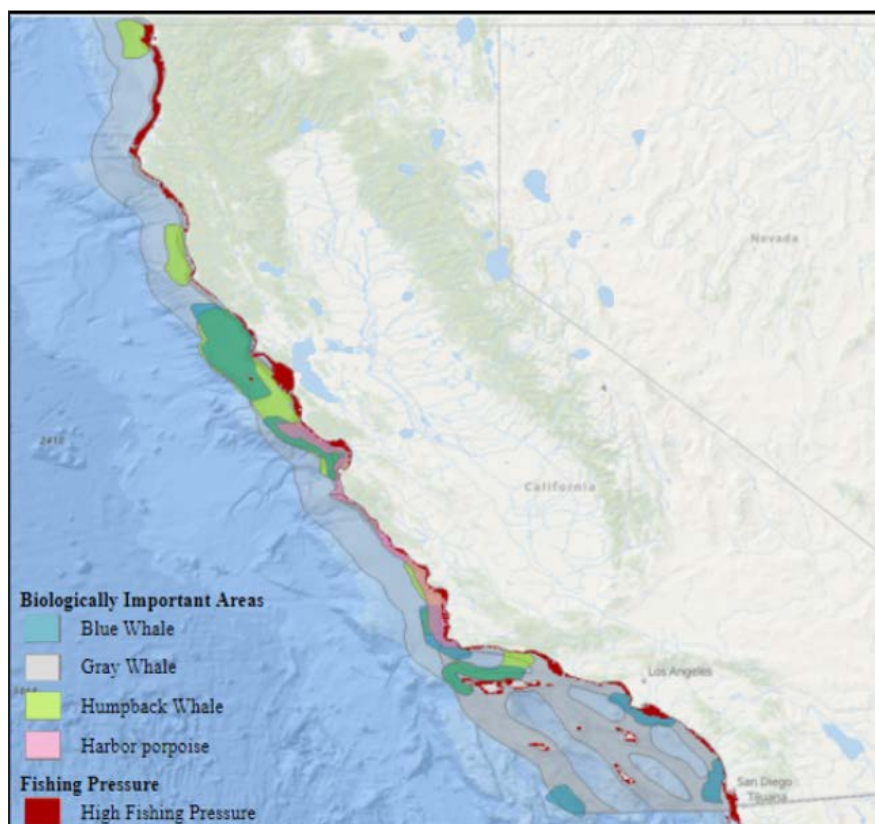 Nevada
2410
California
Biologically Important Areas
Blue Whale
Gray Whale
Los Angeles
Humpback Whale
Harbor porpoise
Fishing Pressure
San Diego
Tijuana
High Fishing Pressure